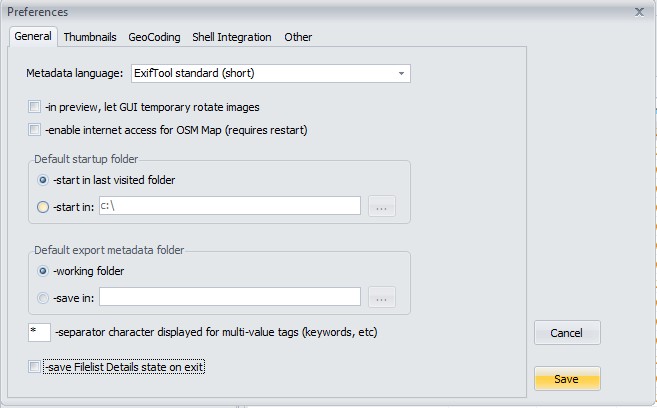 Preferences
General Thumbnails GeoCoding Shell Integration Other
Metadata language: ExifTool standard (short)
-in preview, let GUI temporary rotate images
-enable internet access for OSM Map (requires restart)
Default startup folder
-start in last visited folder
-start in: c:\ ...
Default export metadata folder
-working folder
-save in: ...
* -separator character displayed for multi-value tags (keywords, etc)
Cancel
-save Filelist Details state on exit
Save